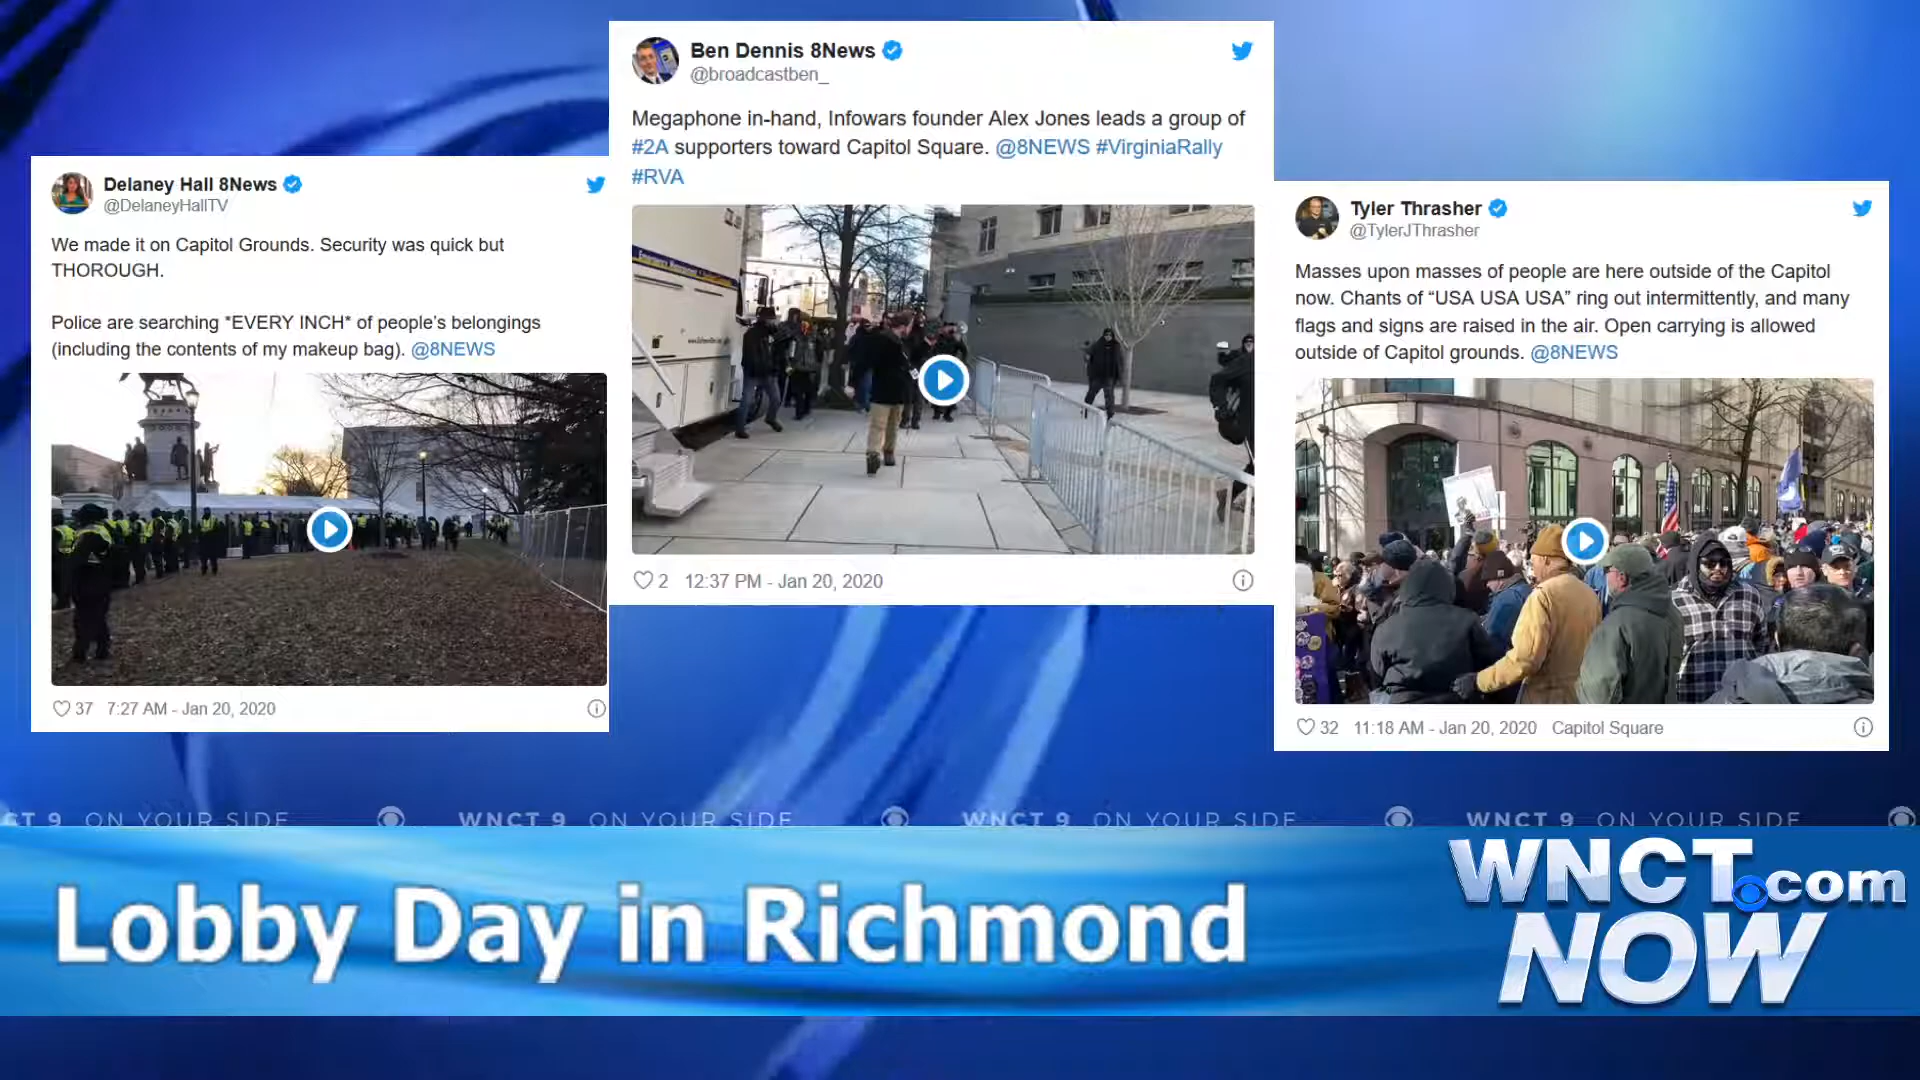 Delaney Hall 8News
@DelaneyHallTV
We made it on Capitol Grounds. Security was quick but
THOROUGH.
Police are searching *EVERY INCH* of people's belongings
(including the contents of my makeup bag). @8NEWS
37 7:27 AM - Jan 20, 2020
Ben Dennis 8News
@broadcastben_
Megaphone in-hand, Infowars founder Alex Jones leads a group of
#2A supporters toward Capitol Square. @8NEWS #VirginiaRally
#RVA
2 12:37 PM - Jan 20, 2020
Tyler Thrasher
@TylerJThrasher
Masses upon masses of people are here outside of the Capitol
now. Chants of “USA USA USA” ring out intermittently, and many
flags and signs are raised in the air. Open carrying is allowed
outside of Capitol grounds. @8NEWS
32 11:18 AM - Jan 20, 2020 Capitol Square
CT 9 ON YOUR SIDE WNCT 9 ON YOUR SIDE WNCT 9 ON YOUR SIDE WNCT 9 ON YOUR SIDE
Lobby Day in Richmond
WNCT.com
NOW